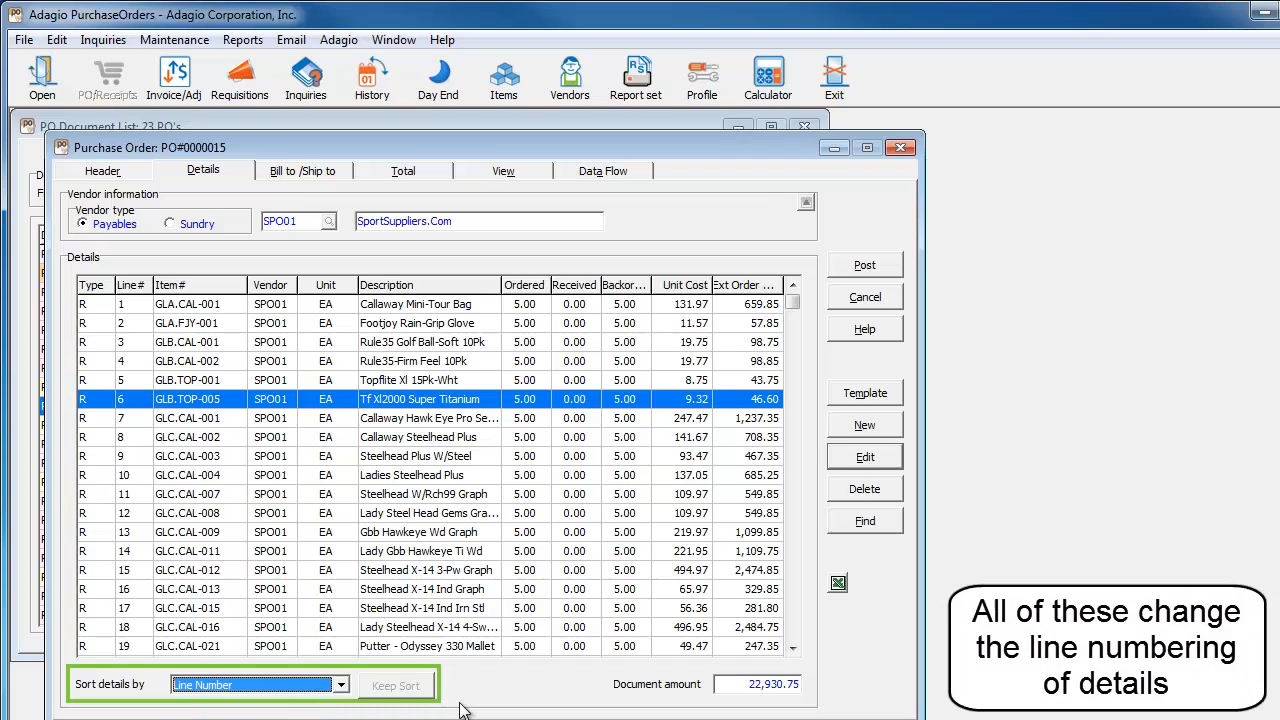 Adagio PurchaseOrders - Adagio Corporation, Inc.
File Edit Inquiries Maintenance Reports Email Adagio Window Help
Open PO/Receipts Invoice/Adj Requisitions Inquiries History Day End Items Vendors Report set Profile Calculator Exit
PO Document List: 23 PO's
Purchase Order: PO#0000015
Header Details Bill to /Ship to Total View Data Flow
Vendor information
Vendor type
Payables Sundry SPO01 SportSuppliers.Com
Details
Type Line# Item# Vendor Unit Description Ordered Received Backor... Unit Cost Ext Order ...
R 1 GLA.CAL-001 SPO01 EA Callaway Mini-Tour Bag 5.00 0.00 5.00 131.97 659.85
R 2 GLA.FJY-001 SPO01 EA Footjoy Rain-Grip Glove 5.00 0.00 5.00 11.57 57.85
R 3 GLB.CAL-001 SPO01 EA Rule35 Golf Ball-Soft 10Pk 5.00 0.00 5.00 19.75 98.75
R 4 GLB.CAL-002 SPO01 EA Rule35-Firm Feel 10Pk 5.00 0.00 5.00 19.77 98.85
R 5 GLB.TOP-001 SPO01 EA Topflite Xl 15Pk-Wht 5.00 0.00 5.00 8.75 43.75
R 6 GLB.TOP-005 SPO01 EA Tf Xl2000 Super Titanium 5.00 0.00 5.00 9.32 46.60
R 7 GLC.CAL-001 SPO01 EA Callaway Hawk Eye Pro Se... 5.00 0.00 5.00 247.47 1,237.35
R 8 GLC.CAL-002 SPO01 EA Callaway Steelhead Plus 5.00 0.00 5.00 141.67 708.35
R 9 GLC.CAL-003 SPO01 EA Steelhead Plus W/Steel 5.00 0.00 5.00 93.47 467.35
R 10 GLC.CAL-004 SPO01 EA Ladies Steelhead Plus 5.00 0.00 5.00 137.05 685.25
R 11 GLC.CAL-007 SPO01 EA Steelhead W/Rch99 Graph 5.00 0.00 5.00 109.97 549.85
R 12 GLC.CAL-008 SPO01 EA Lady Steel Head Gems Gra... 5.00 0.00 5.00 109.97 549.85
R 13 GLC.CAL-009 SPO01 EA Gbb Hawkeye Wd Graph 5.00 0.00 5.00 219.97 1,099.85
R 14 GLC.CAL-011 SPO01 EA Lady Gbb Hawkeye Ti Wd 5.00 0.00 5.00 221.95 1,109.75
R 15 GLC.CAL-012 SPO01 EA Steelhead X-14 3-Pw Graph 5.00 0.00 5.00 494.97 2,474.85
R 16 GLC.CAL-013 SPO01 EA Steelhead X-14 Ind Graph 5.00 0.00 5.00 65.97 329.85
R 17 GLC.CAL-015 SPO01 EA Steelhead X-14 Ind Irn Stl 5.00 0.00 5.00 56.36 281.80
R 18 GLC.CAL-016 SPO01 EA Lady Steelhead X-14 4-Sw... 5.00 0.00 5.00 496.95 2,484.75
R 19 GLC.CAL-021 SPO01 EA Putter - Odyssey 330 Mallet 5.00 0.00 5.00 49.47 247.35
Sort details by Line Number Keep Sort Document amount 22,930.75
Post
Cancel
Help
Template
New
Edit
Delete
Find
All of these change
the line numbering
of details